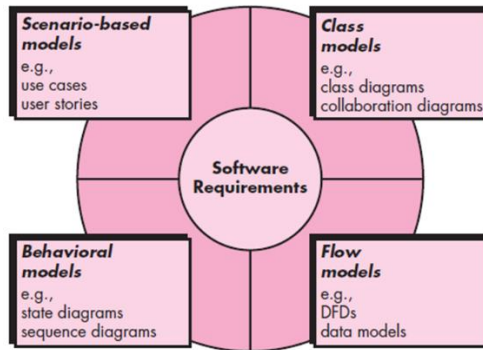 Scenario-based
models
e.g.,
use cases
user stories
Class
models
e.g.,
class diagrams
collaboration diagrams
Software
Requirements
Behavioral
models
e.g.,
state diagrams
sequence diagrams
Flow
models
e.g.,
DFDs
data models